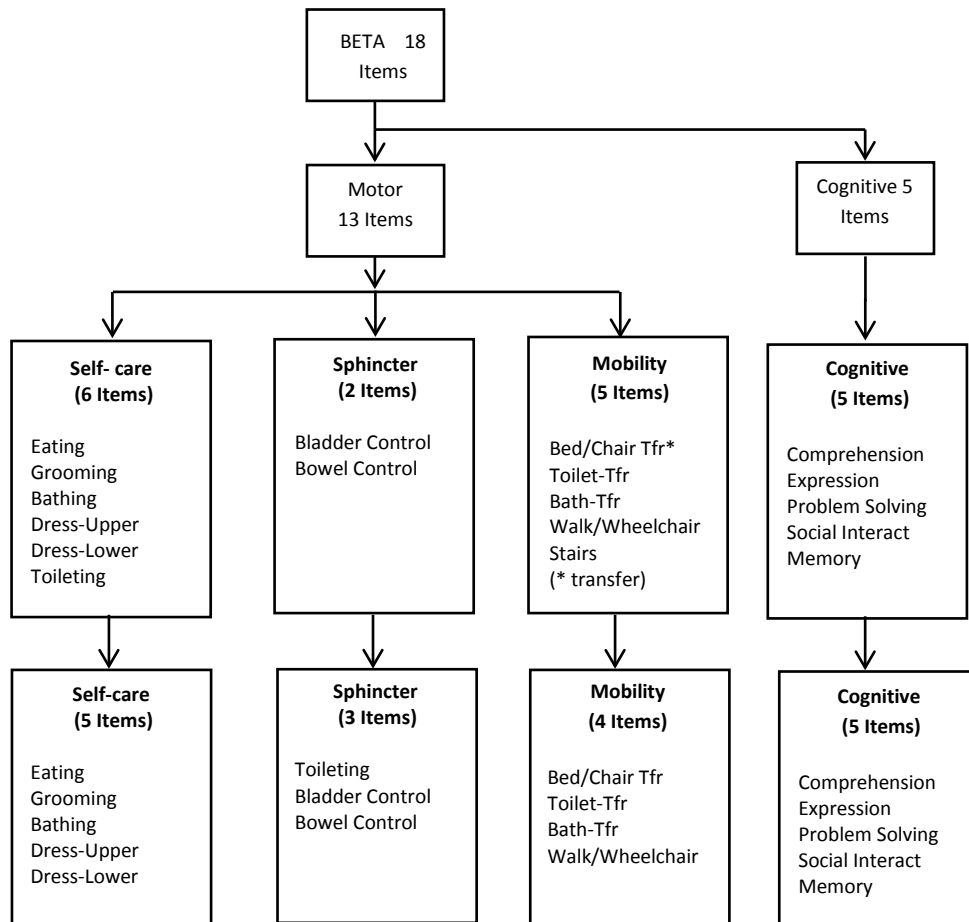 BETA 18
Items
Motor
13 Items
Cognitive 5
Items
Self- care
(6 Items)
Eating
Grooming
Bathing
Dress-Upper
Dress-Lower
Toileting
Sphincter
(2 Items)
Bladder Control
Bowel Control
Mobility
(5 Items)
Bed/Chair Tfr*
Toilet-Tfr
Bath-Tfr
Walk/Wheelchair
Stairs
(* transfer)
Cognitive
(5 Items)
Comprehension
Expression
Problem Solving
Social Interact
Memory
Self-care
(5 Items)
Eating
Grooming
Bathing
Dress-Upper
Dress-Lower
Sphincter
(3 Items)
Toileting
Bladder Control
Bowel Control
Mobility
(4 Items)
Bed/Chair Tfr
Toilet-Tfr
Bath-Tfr
Walk/Wheelchair
Cognitive
(5 Items)
Comprehension
Expression
Problem Solving
Social Interact
Memory